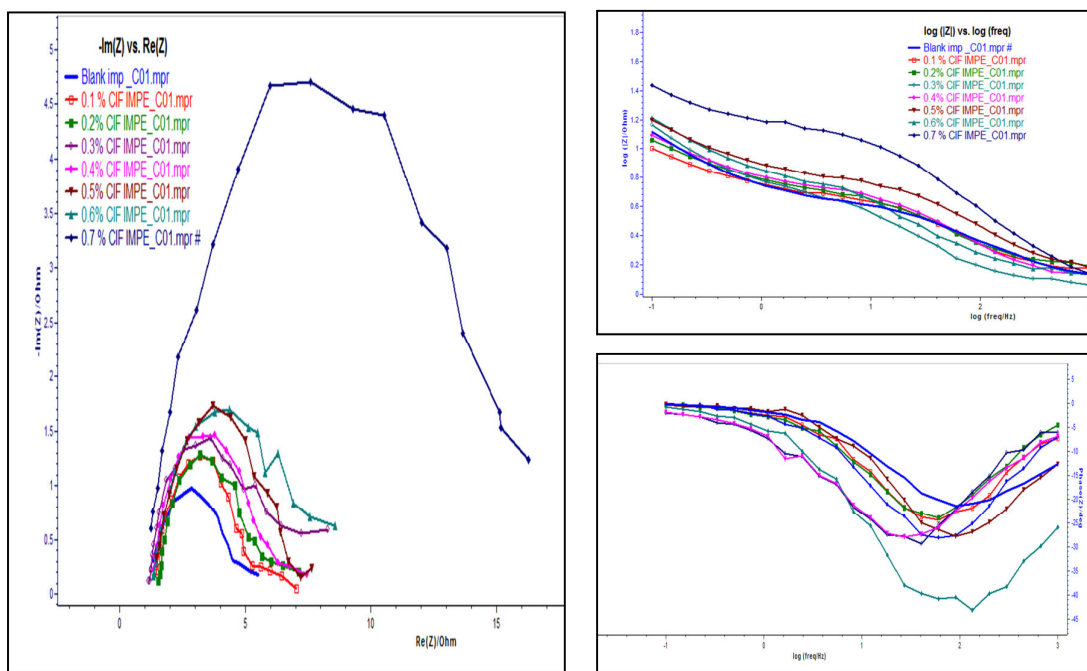 -Im(Z) vs. Re(Z)
Blank imp _C01.mpr
0.1 % CIF IMPE_C01.mpr
0.2% CIF IMPE_C01.mpr
0.3% CIF IMPE_C01.mpr
0.4% CIF IMPE_C01.mpr
0.5% CIF IMPE_C01.mpr
0.6% CIF IMPE_C01.mpr
0.7 % CIF IMPE_C01.mpr #
-Im(Z)/Ohm
5
4.5
4
3.5
3
2.5
2
1.5
1
0.5
0
0
5
10
15
Re(Z)/Ohm
log (|Z|) vs. log (freq)
Blank imp _C01.mpr #
0.1 % CIF IMPE_C01.mpr
0.2% CIF IMPE_C01.mpr
0.3% CIF IMPE_C01.mpr
0.4% CIF IMPE_C01.mpr
0.5% CIF IMPE_C01.mpr
0.6% CIF IMPE_C01.mpr
0.7 % CIF IMPE_C01.mpr
log (|Z|/Ohm)
1.8
1.6
1.4
1.2
1
0.8
0.6
0.4
0.2
0
-1
0
1
2
log (freq/Hz)
Phase(Z)/deg
5
0
-5
-10
-15
-20
-25
-30
-35
-40
-45
-1
0
1
2
3
log (freq/Hz)